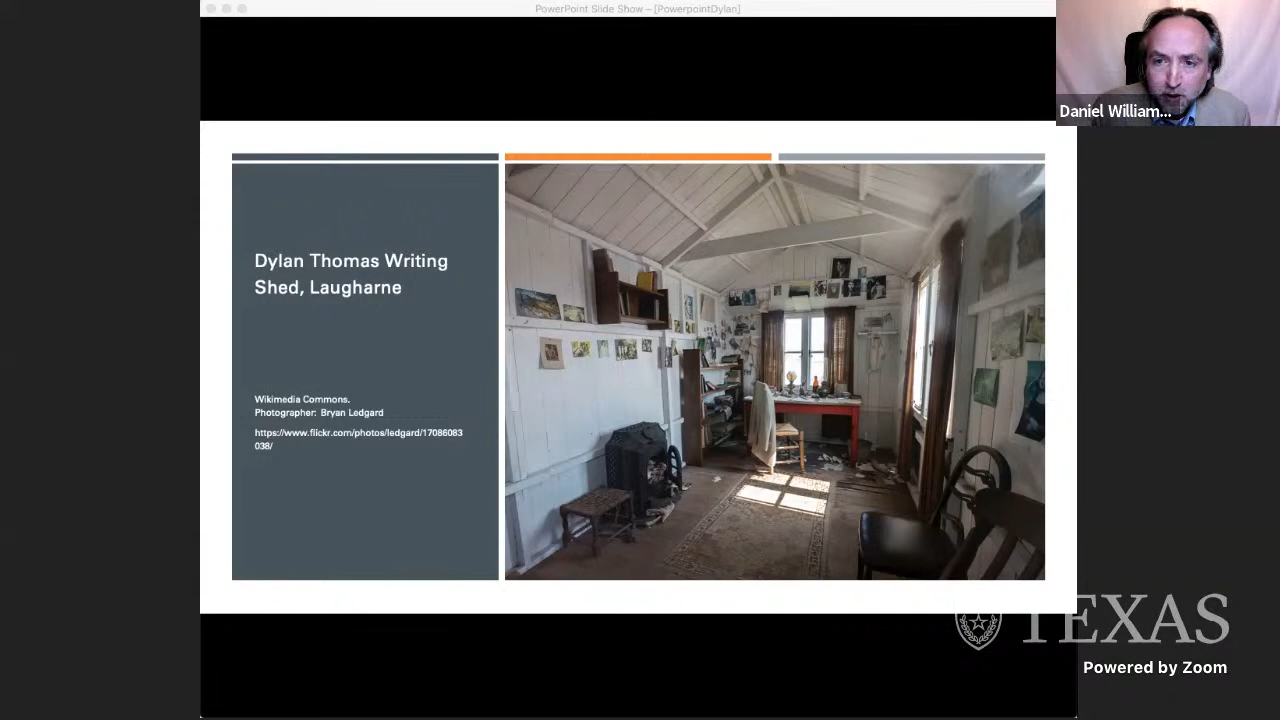 PowerPoint Slide Show – [PowerpointDylan]
Daniel William...
Dylan Thomas Writing
Shed, Laugharne
Wikimedia Commons.
Photographer: Bryan Ledgard
https://www.flickr.com/photos/ledgard/17086083
038/
TEXAS
Powered by Zoom